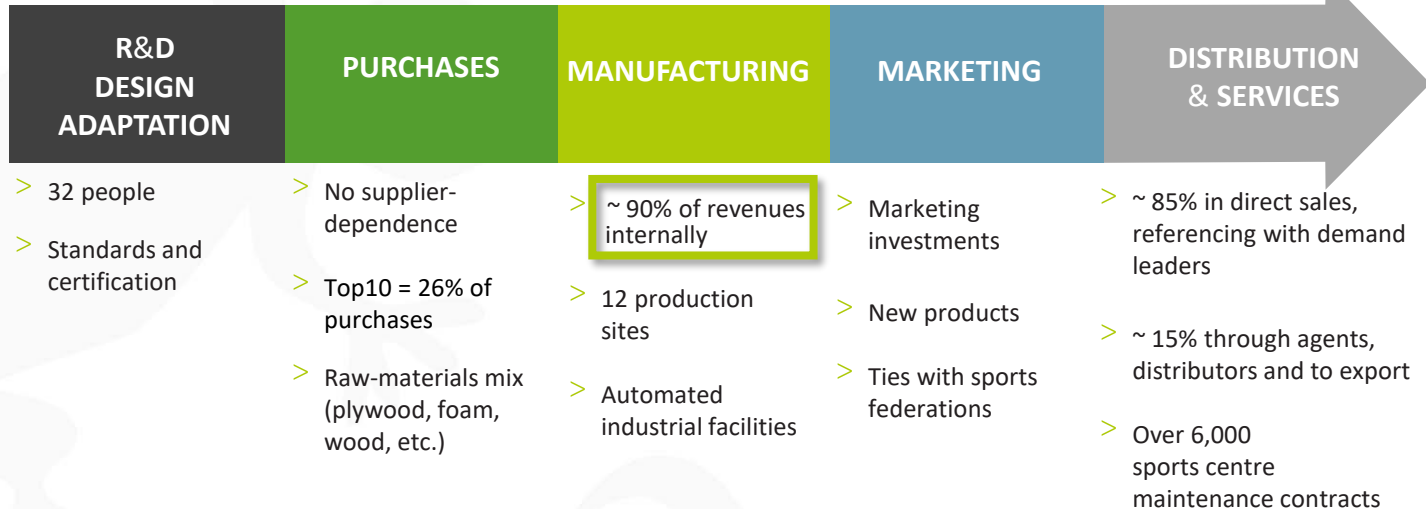 R&D
DESIGN
ADAPTATION
PURCHASES
MANUFACTURING
MARKETING
DISTRIBUTION
& SERVICES
> 32 people
> Standards and
certification
> No supplier-
dependence
> Top10 = 26% of
purchases
> Raw-materials mix
(plywood, foam,
wood, etc.)
> ~ 90% of revenues
internally
> 12 production
sites
> Automated
industrial facilities
> Marketing
investments
> New products
> Ties with sports
federations
> ~ 85% in direct sales,
referencing with demand
leaders
> ~ 15% through agents,
distributors and to export
> Over 6,000
sports centre
maintenance contracts